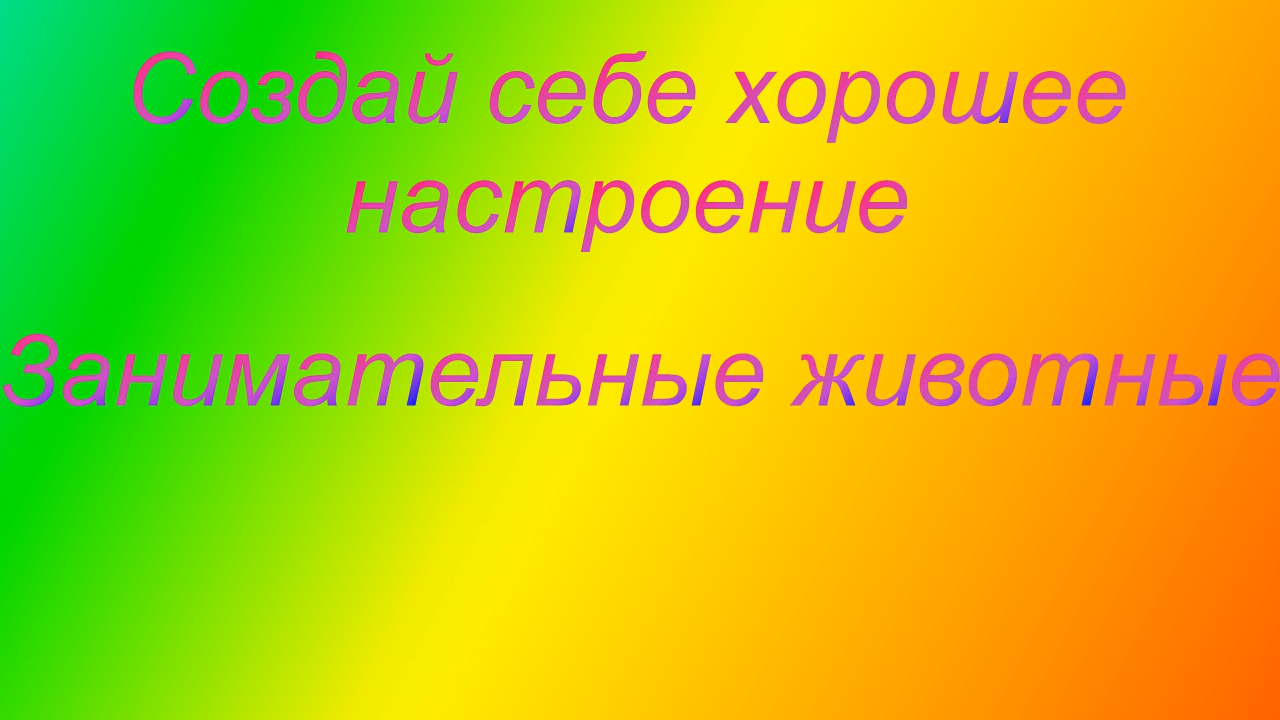 Создай себе хорошее
настроение
Занимательные животные